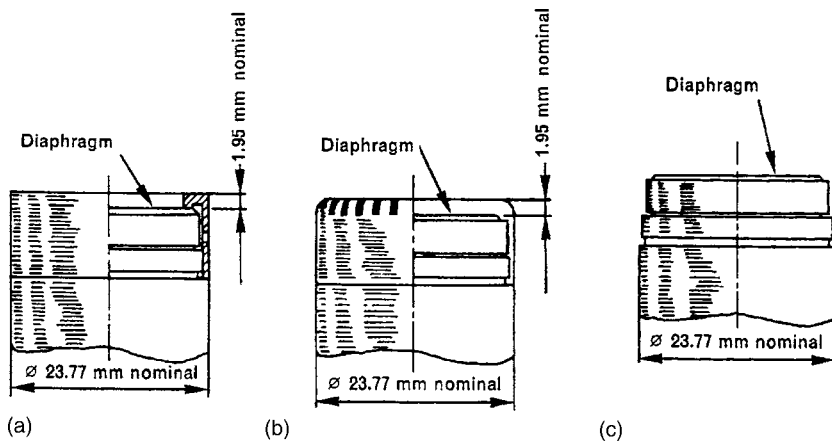 Diaphragm
1.95 mm nominal
Ø 23.77 mm nominal
(a)
Diaphragm
1.95 mm nominal
Ø 23.77 mm nominal
(b)
Diaphragm
Ø 23.77 mm nominal
(c)